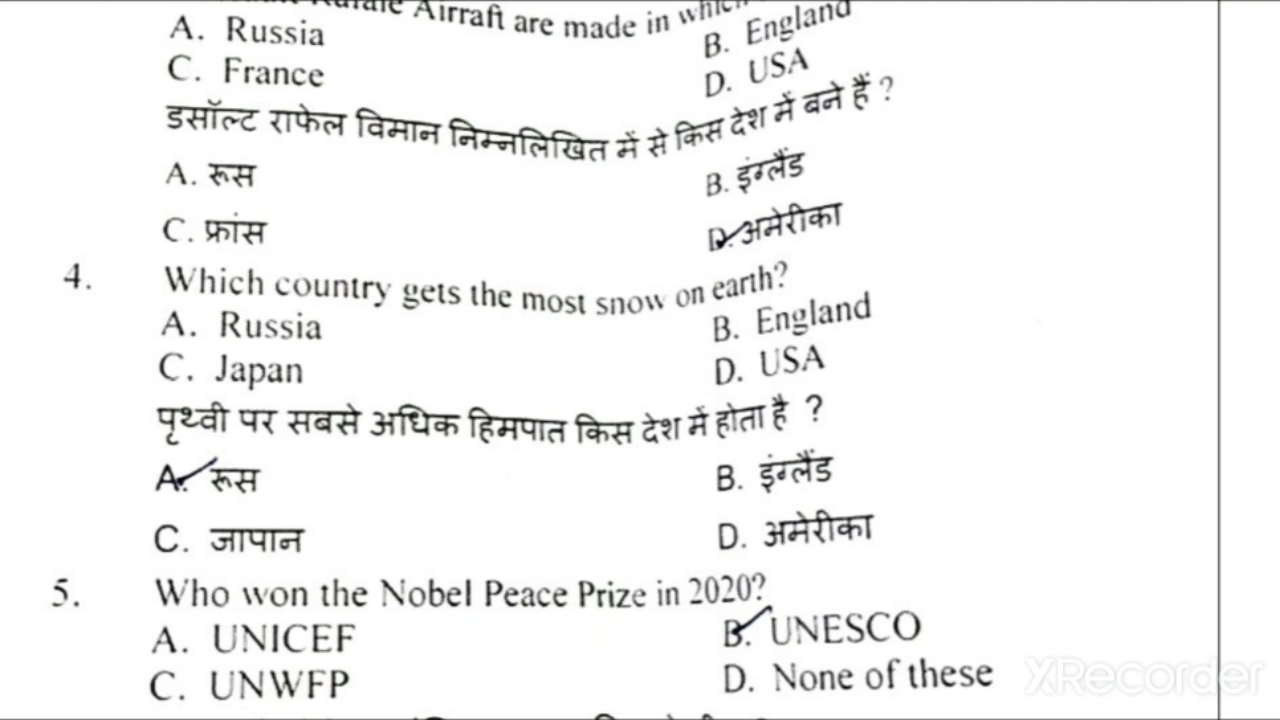 Airraft are made in
A. Russia B. England
C. France D. USA
डसॉल्ट राफेल विमान निम्नलिखित में से किस देश में बने हैं ?
A. रूस B. इंग्लैंड
C. फ्रांस D. अमेरीका
4. Which country gets the most snow on earth?
A. Russia B. England
C. Japan D. USA
पृथ्वी पर सबसे अधिक हिमपात किस देश में होता है ?
A. रूस B. इंग्लैंड
C. जापान D. अमेरीका
5. Who won the Nobel Peace Prize in 2020?
A. UNICEF B. UNESCO
C. UNWFP D. None of these
XRecorder